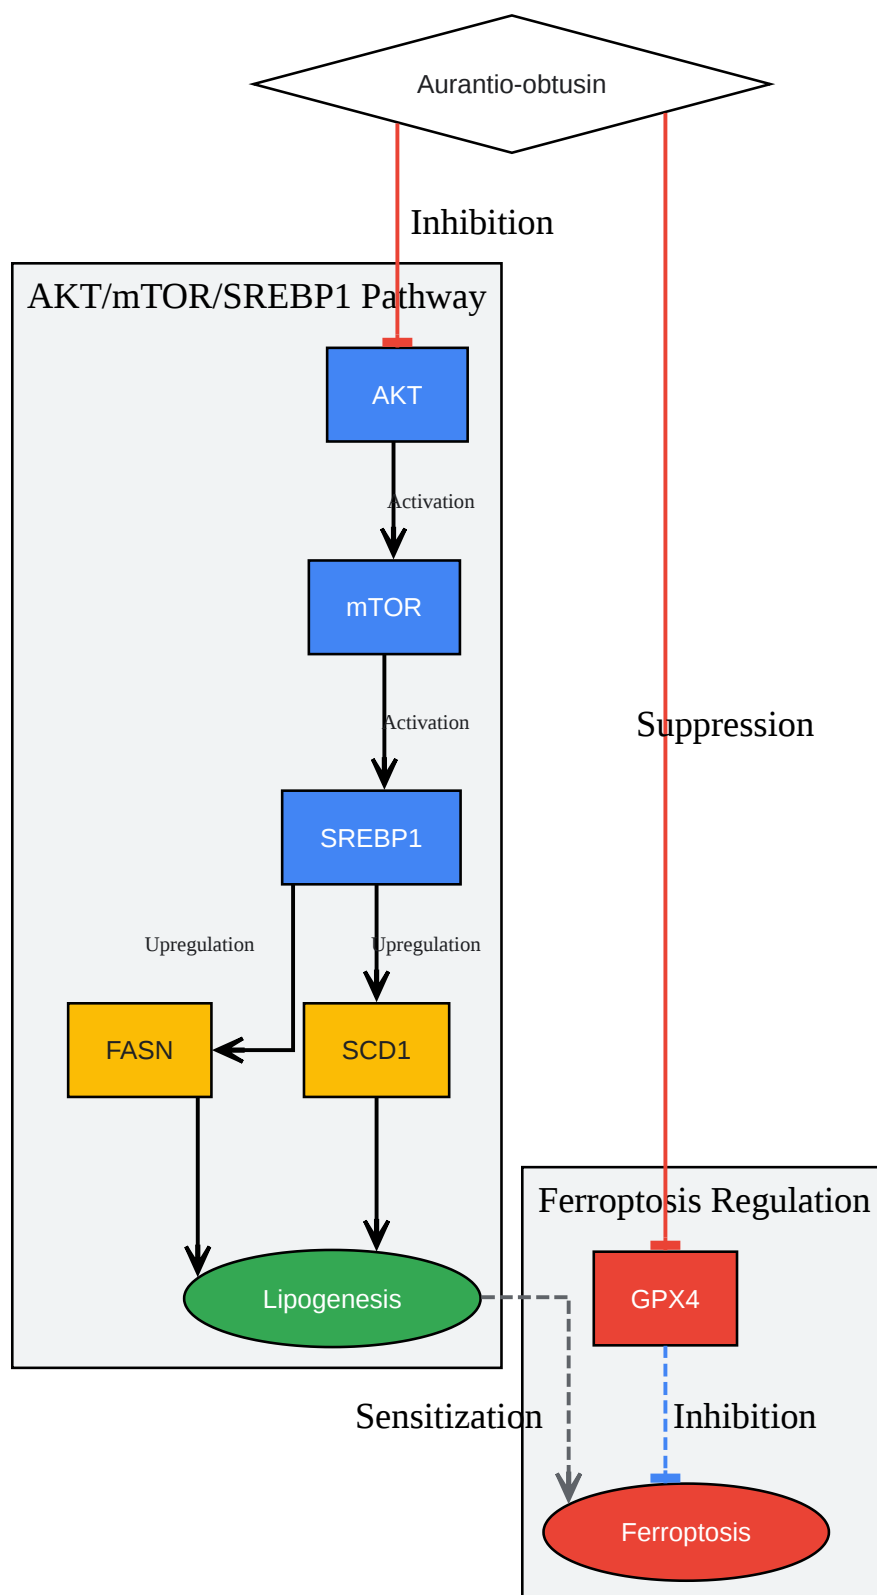 Aurantio-obtusin
Inhibition
AKT/mTOR/SREBP1 Pathway
AKT
Activation
mTOR
Activation
Suppression
SREBP1
Upregulation
Upregulation
FASN
SCD1
Ferroptosis Regulation
Lipogenesis
GPX4
Sensitization
Inhibition
Ferroptosis